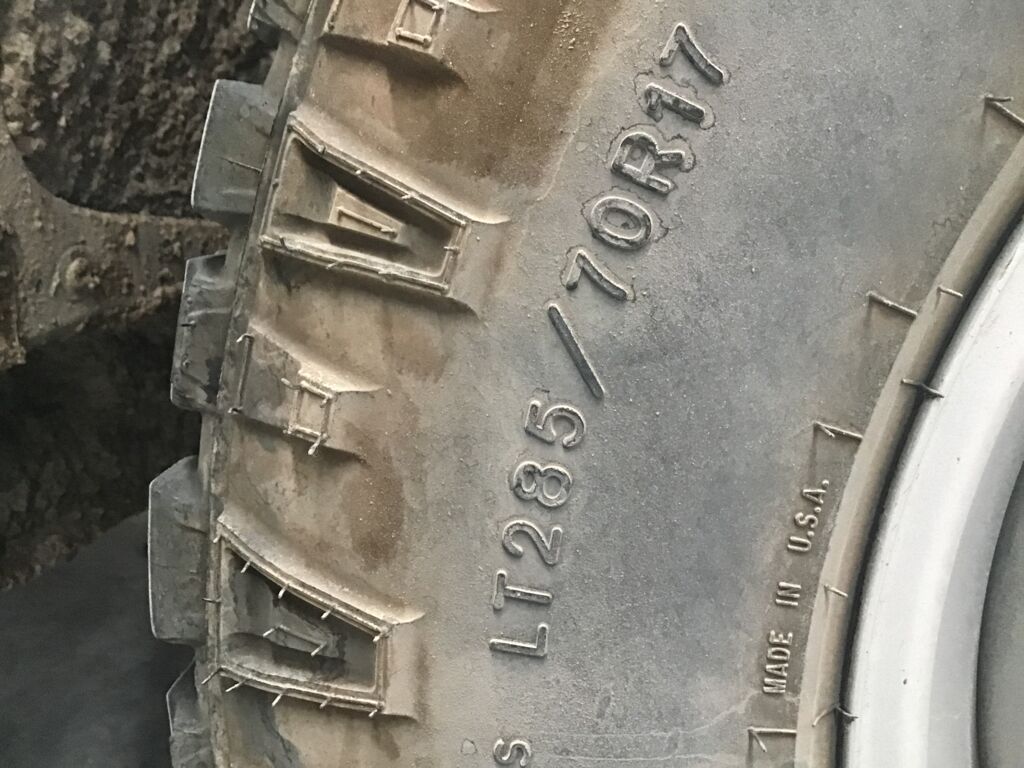 LT285/70R17
MADE IN U.S.A.
S